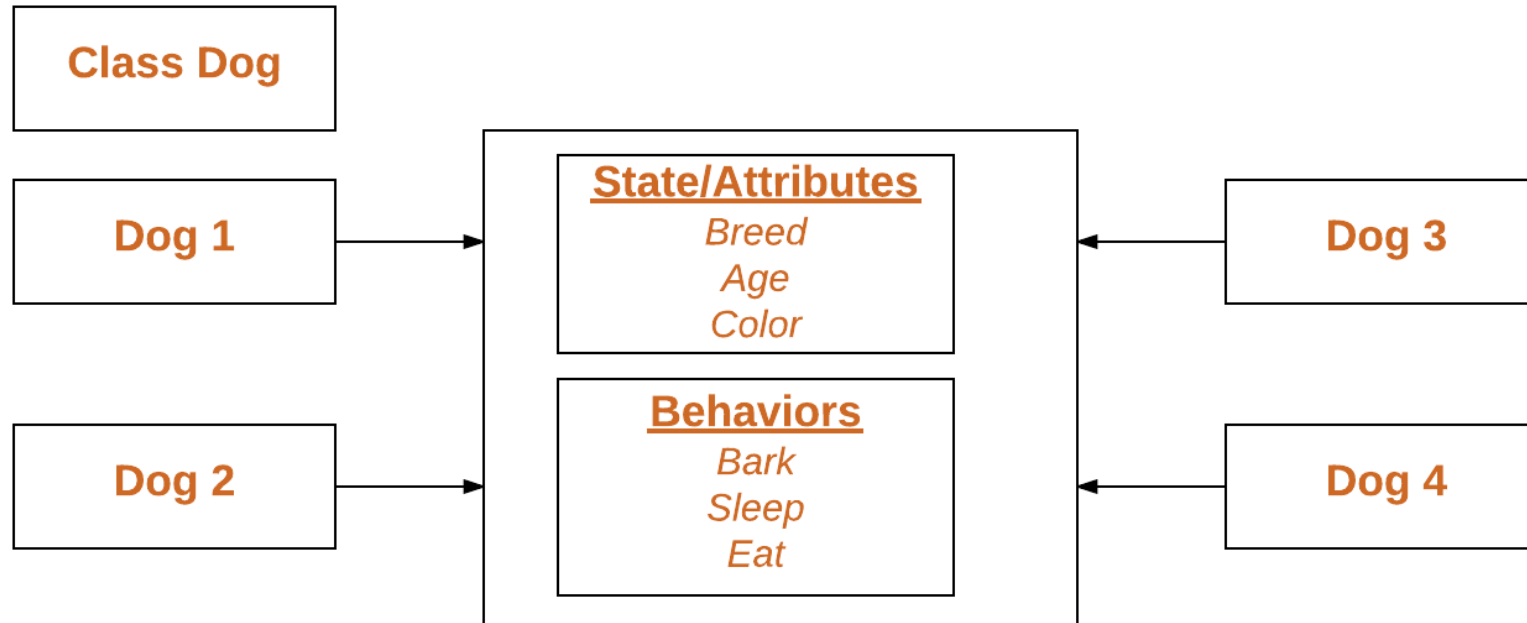 Class Dog
Dog 1
Dog 2
State/Attributes
Breed
Age
Color
Behaviors
Bark
Sleep
Eat
Dog 3
Dog 4